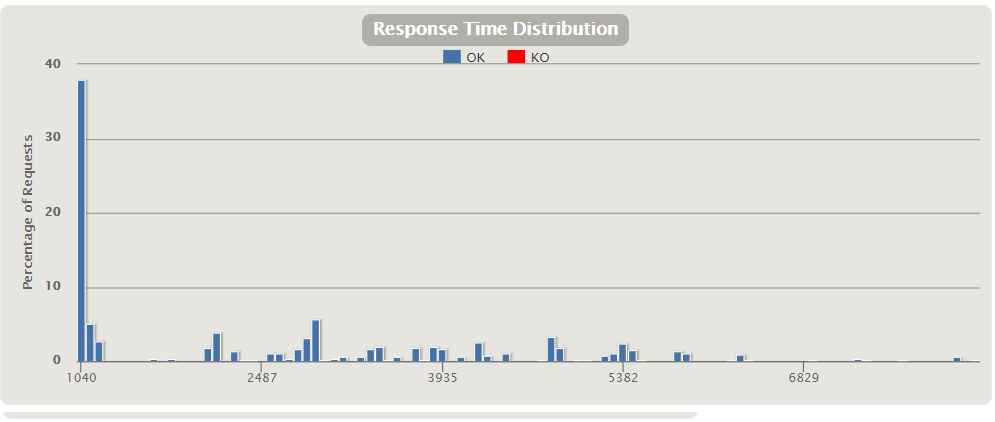 Response Time Distribution
OK KO
Percentage of Requests
40
30
20
10
0
1040 2487 3935 5382 6829